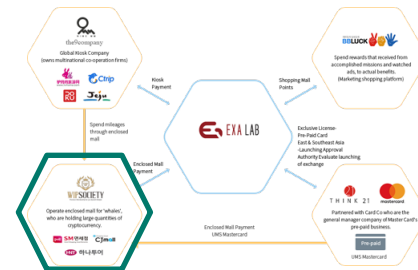 the company
Global Kiosk Company
(owns multinational co-operation firms)
Ctrip
Jeju
Kiosk
Payment
Shopping Mall
Points
BBLUCK
Spend rewards that received from
accomplished missions and watched
ads, to actual benefits.
(Marketing shopping platform)
Spend mileages
through enclosed
mall
EXA LAB
Enclosed Mall
Payment
Exclusive License-
Pre-Paid Card
East & Southeast Asia
-Launching Approval
Authority Evaluate launching
of exchange
VIP SOCIETY
Operate enclosed mall for 'whales',
who are holding large quantities of
cryptocurrency.
SM면세점
CJmall
하나투어
THINK 21
mastercard
Partnered with Card Co who are the
general manager company of Master Card's
pre-paid business.
Pre-paid
UMS Mastercard
Enclosed Mall Payment
UMS Mastercard